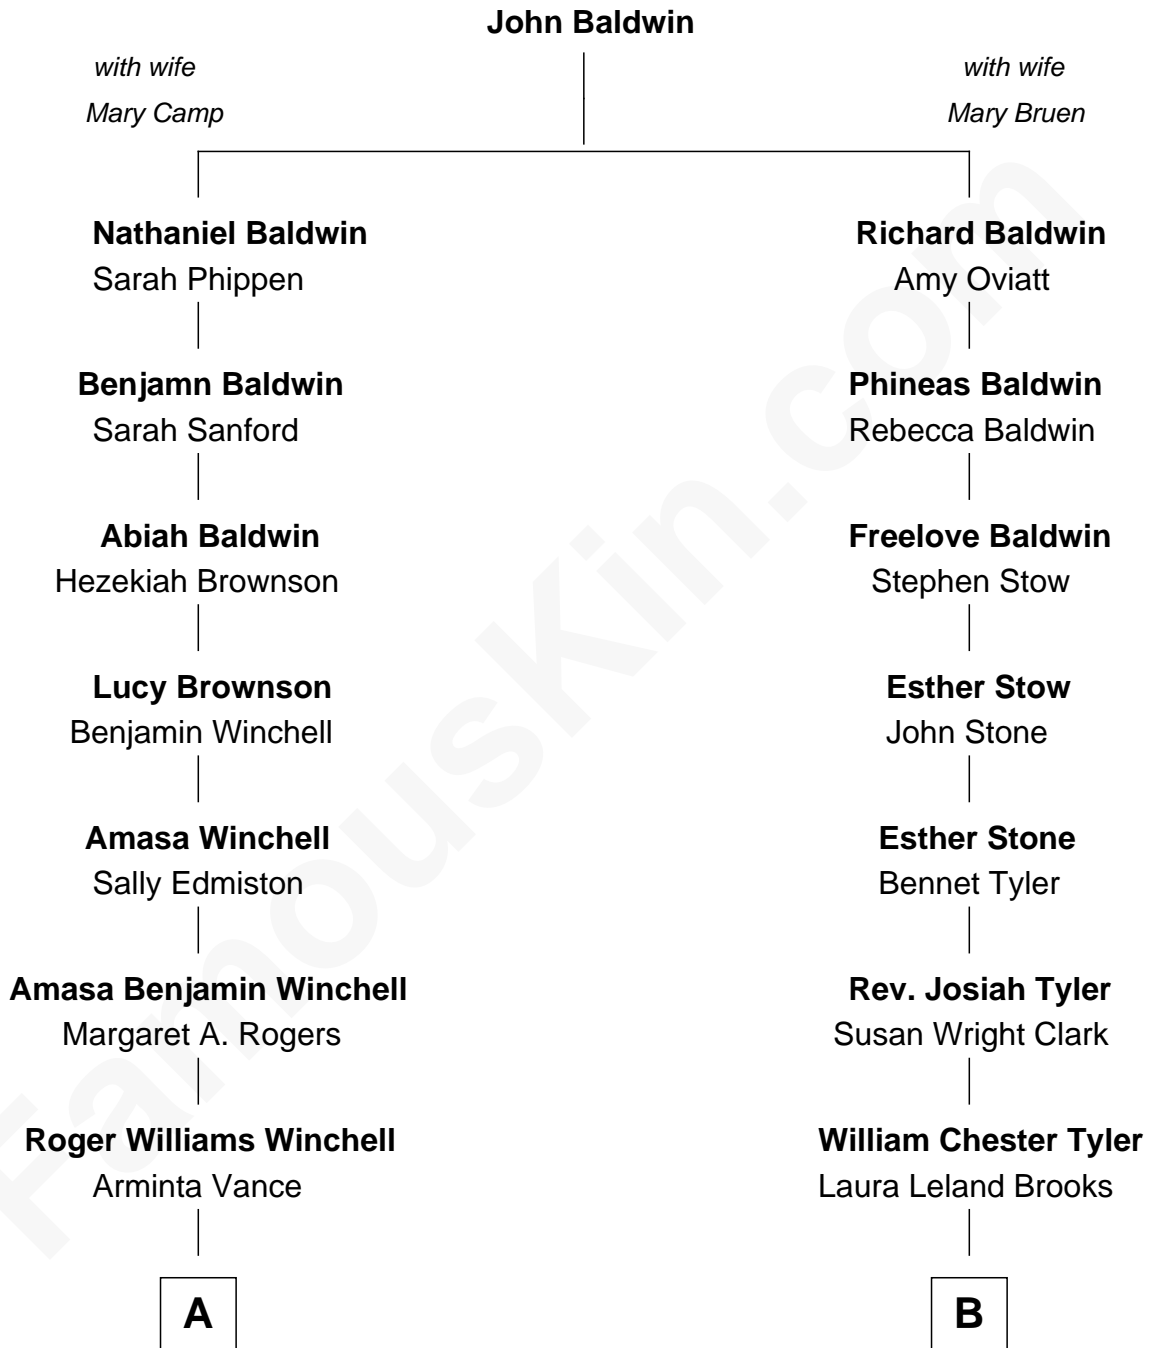 John Baldwin
with wife
Mary Camp
with wife
Mary Bruen
Nathaniel Baldwin
Sarah Phippen
Richard Baldwin
Amy Oviatt
Benjamn Baldwin
Sarah Sanford
Phineas Baldwin
Rebecca Baldwin
Abiah Baldwin
Hezekiah Brownson
Freelove Baldwin
Stephen Stow
Lucy Brownson
Benjamin Winchell
Esther Stow
John Stone
Amasa Winchell
Sally Edmiston
Esther Stone
Bennet Tyler
Amasa Benjamin Winchell
Margaret A. Rogers
Rev. Josiah Tyler
Susan Wright Clark
Roger Williams Winchell
Arminta Vance
William Chester Tyler
Laura Leland Brooks
A
B
FamousKin.com